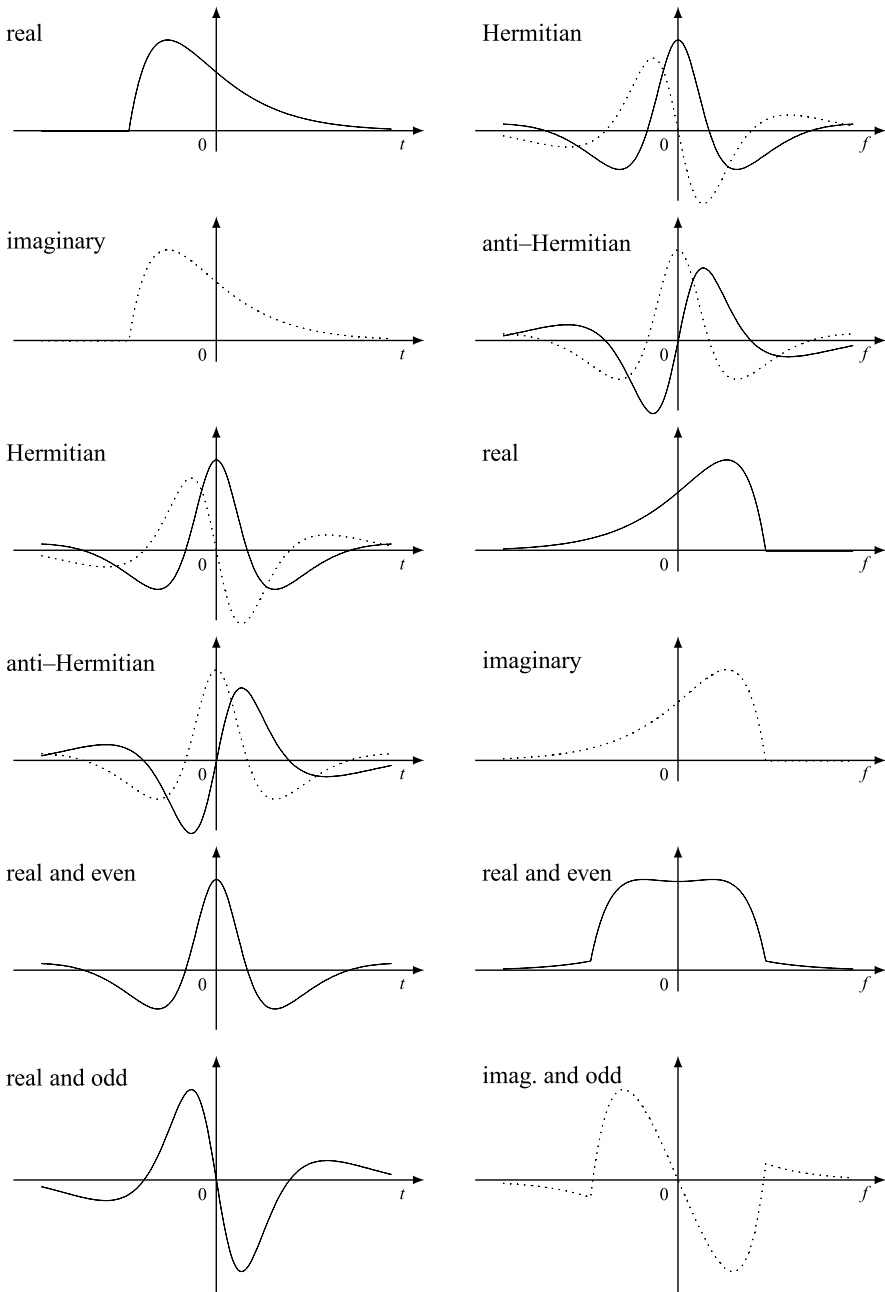 real
Hermitian
0
t
0
f
imaginary
anti–Hermitian
0
t
0
f
Hermitian
real
0
t
0
f
anti–Hermitian
imaginary
0
t
0
f
real and even
real and even
0
t
0
f
real and odd
imag. and odd
0
t
0
f